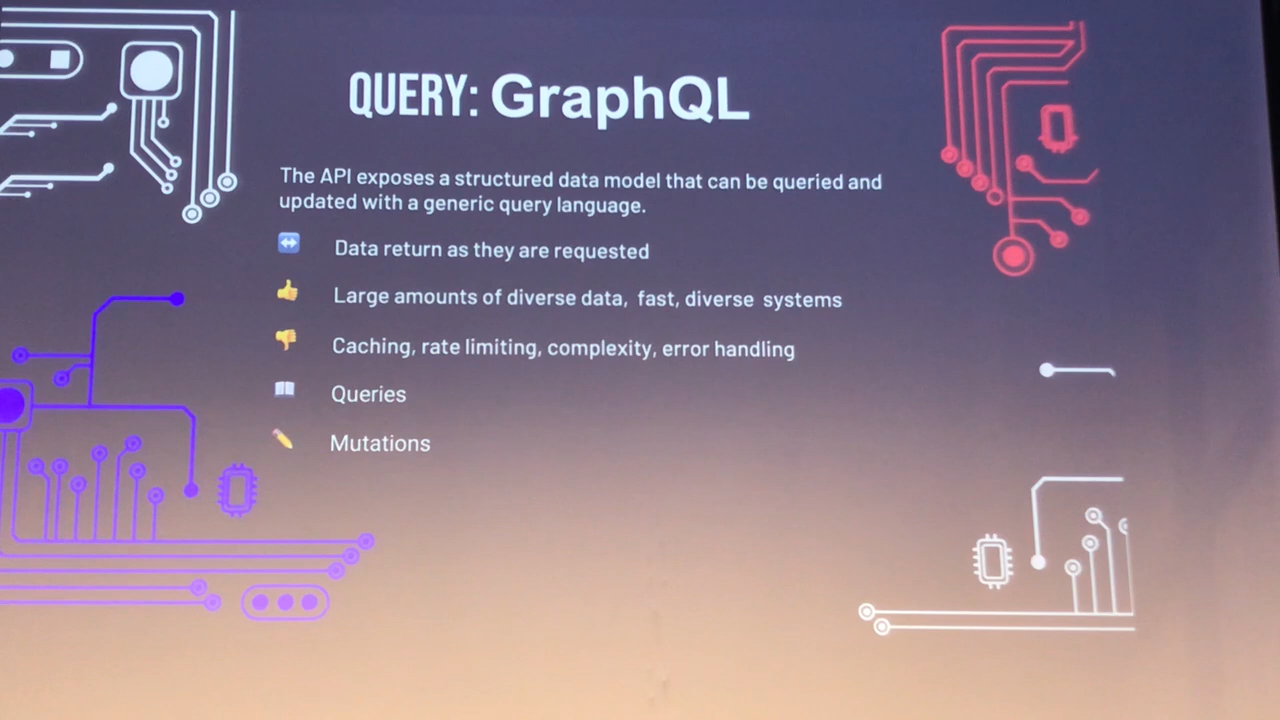 QUERY: GraphQL
The API exposes a structured data model that can be queried and
updated with a generic query language.
Data return as they are requested
Large amounts of diverse data, fast, diverse systems
Caching, rate limiting, complexity, error handling
Queries
Mutations